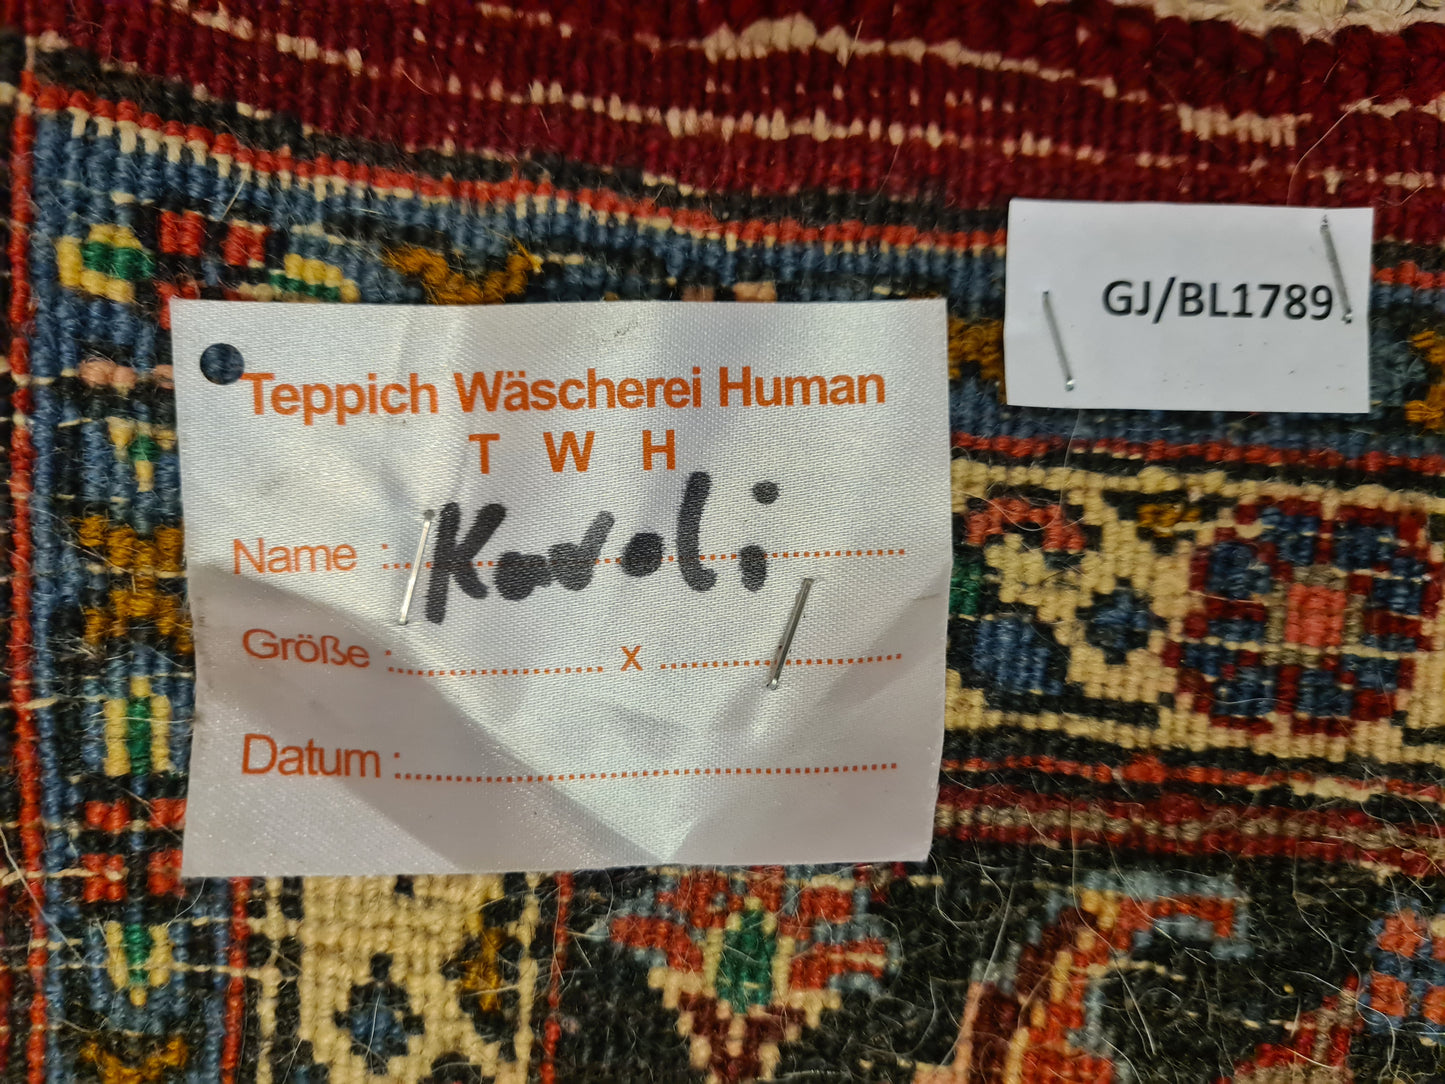 GJ/BL1789
Teppich Wäscherei Human
T W H
Name : Kavoli
Größe : x
Datum :